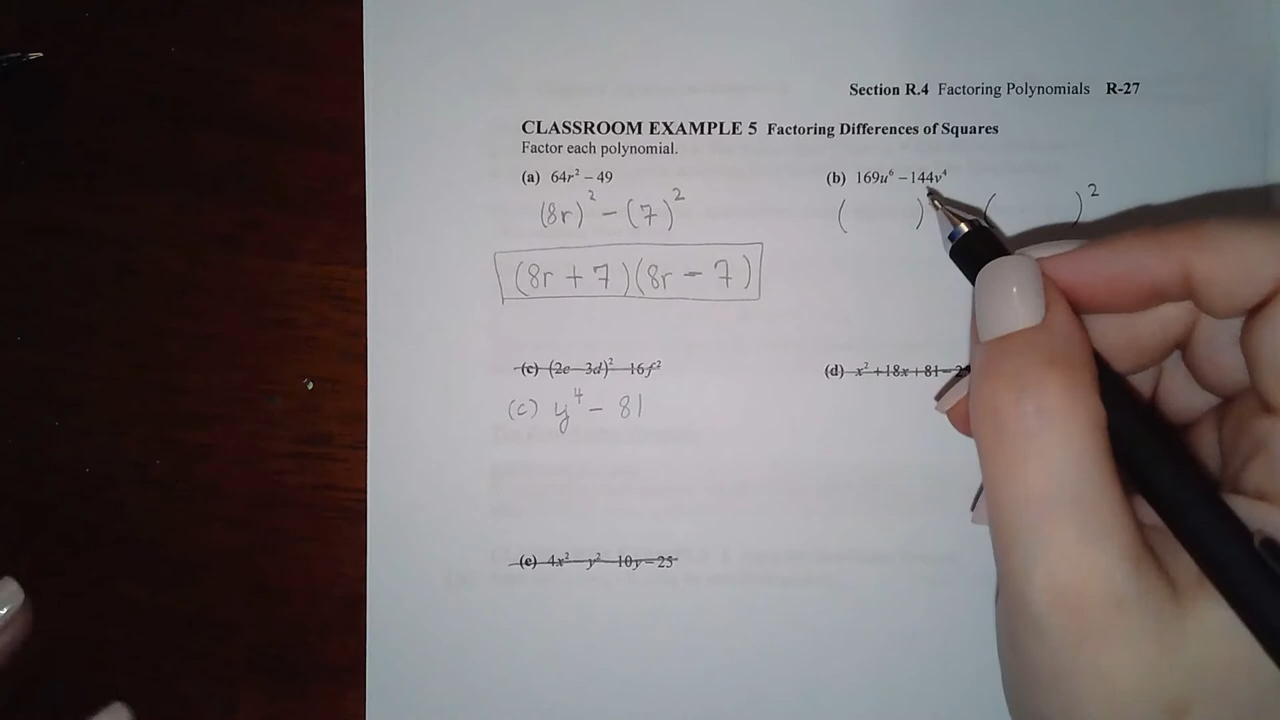 Section R.4 Factoring Polynomials R-27
CLASSROOM EXAMPLE 5 Factoring Differences of Squares
Factor each polynomial.
(a) 64r² – 49
(8r)² – (7)²
(8r + 7)(8r – 7)
(b) 169u⁶ – 144v⁴
( ) ( )²
(c) (2c 3d)² 16f²
(c) y⁴ – 81
(d) x² + 18x + 81 –
(e) 4x² y² 10y – 25